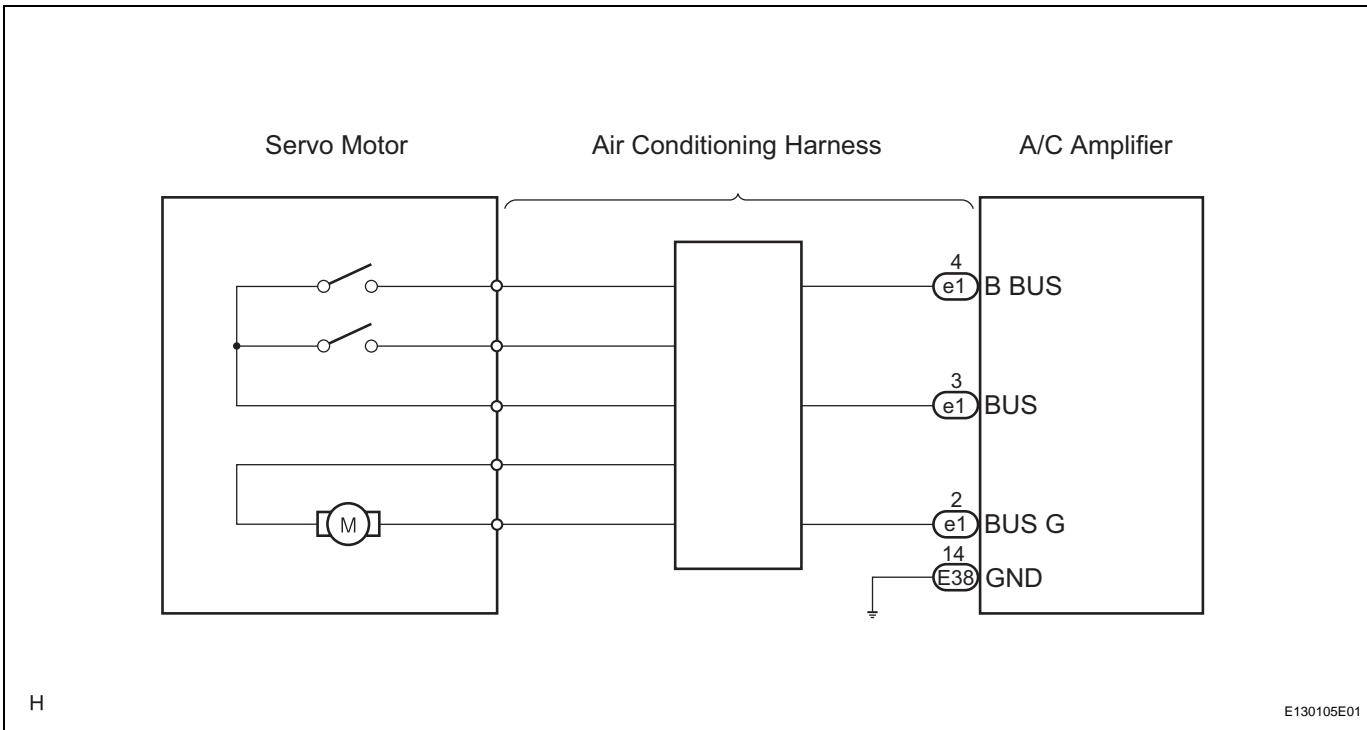 Servo Motor
Air Conditioning Harness
A/C Amplifier
4
e1 B BUS
3
e1 BUS
M
2
e1 BUS G
14
E38 GND
H
E130105E01